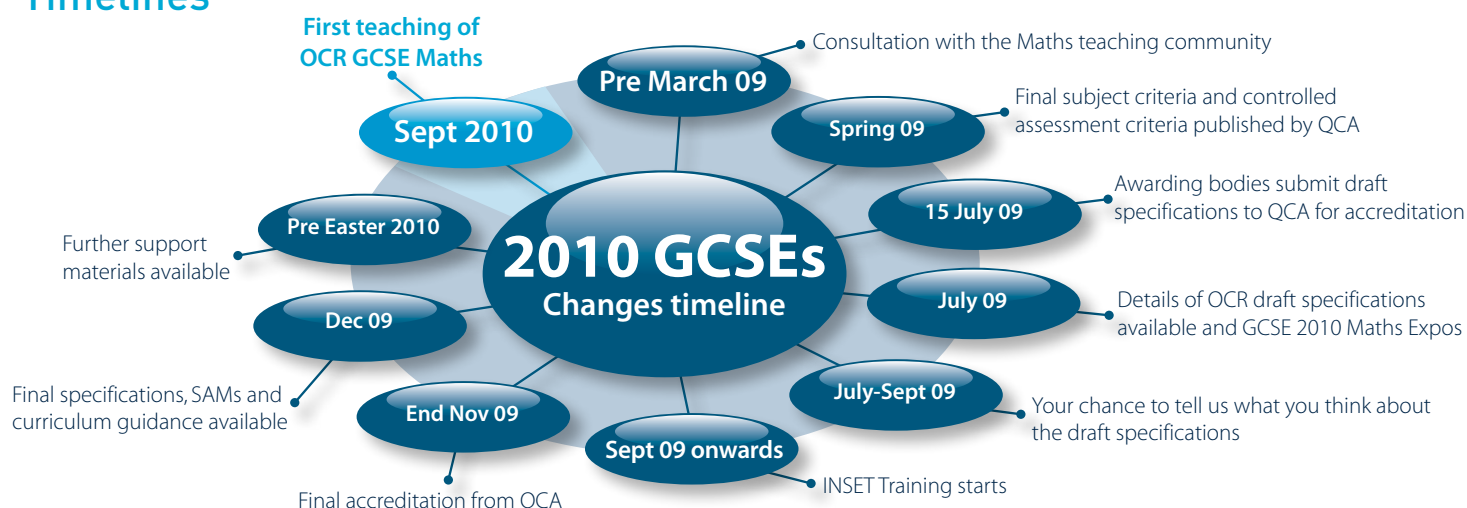 Timelines
First teaching of
OCR GCSE Maths
Sept 2010
Pre March 09
Consultation with the Maths teaching community
Spring 09
Final subject criteria and controlled
assessment criteria published by QCA
15 July 09
Awarding bodies submit draft
specifications to QCA for accreditation
July 09
Details of OCR draft specifications
available and GCSE 2010 Maths Expos
July-Sept 09
Your chance to tell us what you think about
the draft specifications
Sept 09 onwards
INSET Training starts
End Nov 09
Final accreditation from QCA
Dec 09
Final specifications, SAMs and
curriculum guidance available
Pre Easter 2010
Further support
materials available
2010 GCSEs
Changes timeline